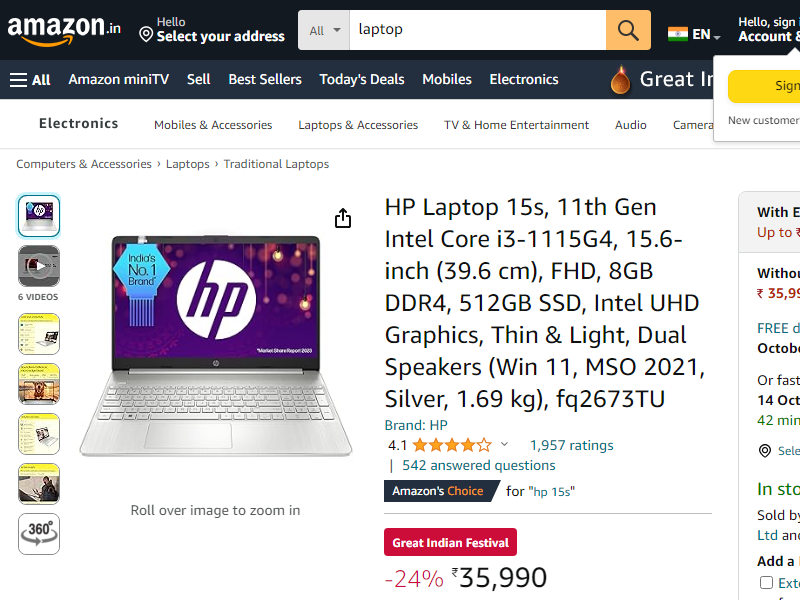 amazon.in
Hello
Select your address
All
laptop
EN
Hello, sign
Account &
All
Amazon miniTV
Sell
Best Sellers
Today's Deals
Mobiles
Electronics
Great In
Sign
New customer
Electronics
Mobiles & Accessories
Laptops & Accessories
TV & Home Entertainment
Audio
Camera
Computers & Accessories › Laptops › Traditional Laptops
6 VIDEOS
360°
India's
No.1
Brand*
hp
*Market Share Report 2023
Roll over image to zoom in
HP Laptop 15s, 11th Gen
Intel Core i3-1115G4, 15.6-
inch (39.6 cm), FHD, 8GB
DDR4, 512GB SSD, Intel UHD
Graphics, Thin & Light, Dual
Speakers (Win 11, MSO 2021,
Silver, 1.69 kg), fq2673TU
Brand: HP
4.1 1,957 ratings
| 542 answered questions
Amazon's Choice for "hp 15s"
Great Indian Festival
-24% ₹35,990
With E
Up to ₹
Withou
₹ 35,99
FREE d
Octobe
Or fast
14 Oct
42 min
Sele
In sto
Sold by
Ltd and
Add a
Exte